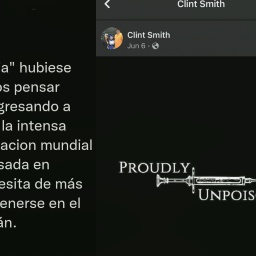 a" hubiese
os pensar
gresando a
la intensa
acion mundial
sada en
esita de más
enerse en el
án.
Clint Smith
Clint Smith
Jun 6
PROUDLY
UNPOIS